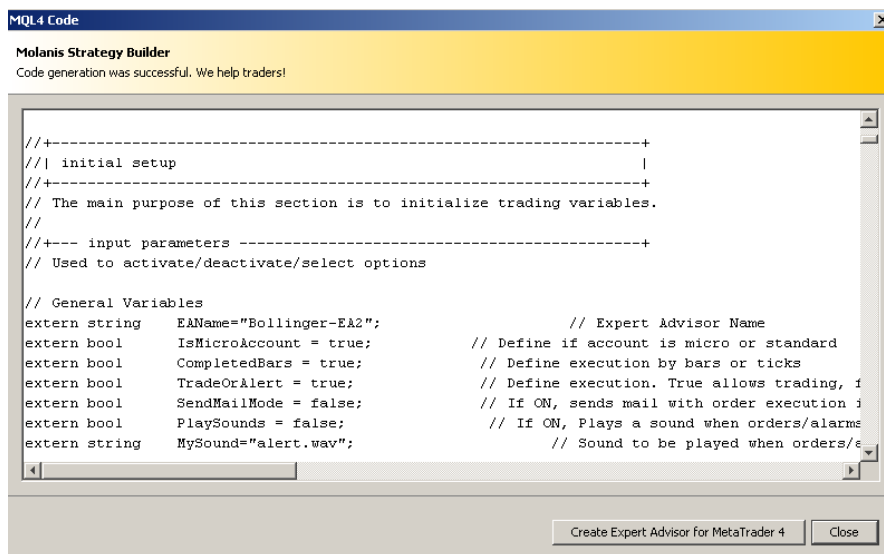 MQL4 Code
Molanis Strategy Builder
Code generation was successful. We help traders!
//+------------------------------------------------------------------+
//| initial setup |
//+------------------------------------------------------------------+
// The main purpose of this section is to initialize trading variables.
//
//+--- input parameters ---------------------------------------------+
// Used to activate/deactivate/select options
// General Variables
extern string EAName="Bollinger-EA2"; // Expert Advisor Name
extern bool IsMicroAccount = true; // Define if account is micro or standard
extern bool CompletedBars = true; // Define execution by bars or ticks
extern bool TradeOrAlert = true; // Define execution. True allows trading,
extern bool SendMailMode = false; // If ON, sends mail with order execution
extern bool PlaySounds = false; // If ON, Plays a sound when orders/alarms
extern string MySound="alert.wav"; // Sound to be played when
Create Expert Advisor for MetaTrader 4
Close